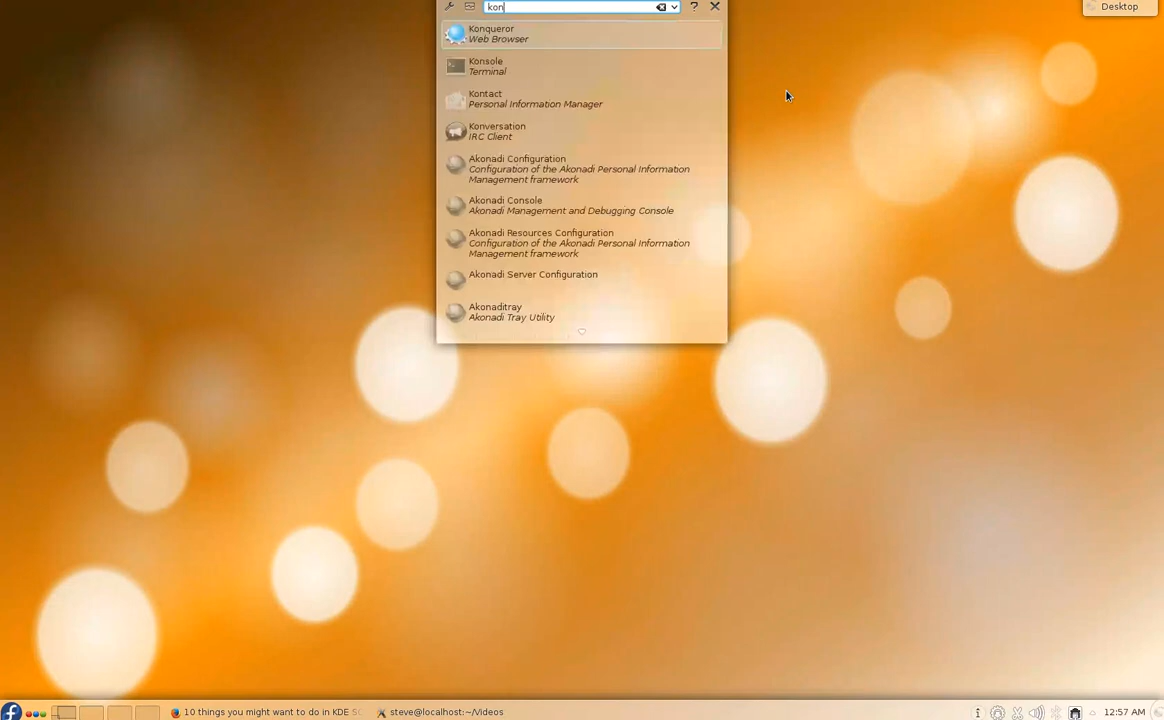 kon
?
Desktop
Konqueror
Web Browser
Konsole
Terminal
Kontact
Personal Information Manager
Konversation
IRC Client
Akonadi Configuration
Configuration of the Akonadi Personal Information
Management framework
Akonadi Console
Akonadi Management and Debugging Console
Akonadi Resources Configuration
Configuration of the Akonadi Personal Information
Management framework
Akonadi Server Configuration
Akonaditray
Akonadi Tray Utility
10 things you might want to do in KDE SC
steve@localhost:~/Videos
12:57 AM